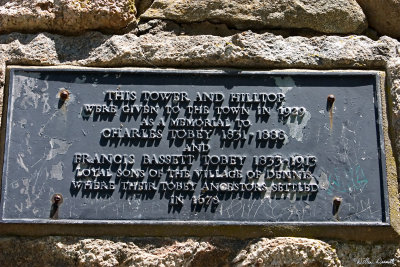 THIS TOWER AND HILLTOP
WERE GIVEN TO THE TOWN IN 1929
AS A MEMORIAL TO
CHARLES TOBEY 1831-1888
AND
FRANCIS BASSETT TOBEY 1833-1913
LOYAL SONS OF THE VILLAGE OF DENNIS
WHERE THEIR TOBEY ANCESTORS SETTLED
IN 1678